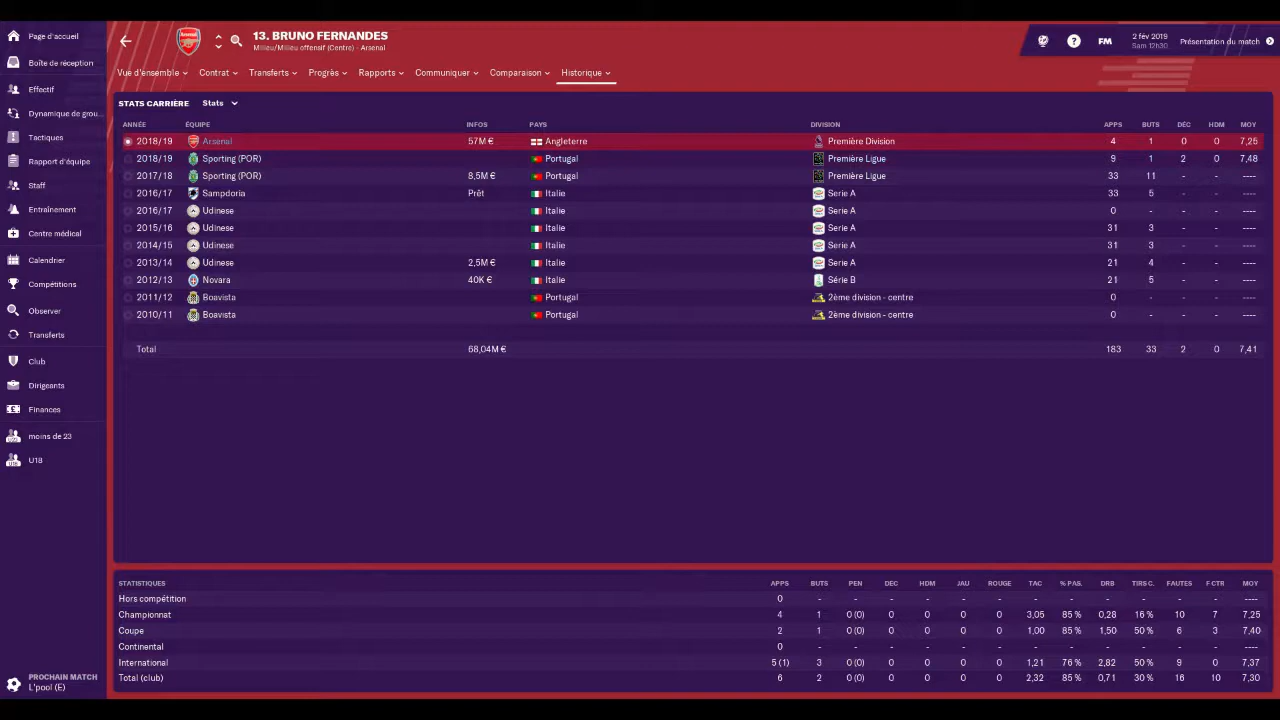 Page d'accueil
Boîte de réception
Effectif
Dynamique de grou...
Tactiques
Rapport d'équipe
Staff
Entraînement
Centre médical
Calendrier
Compétitions
Observer
Transferts
Club
Dirigeants
Finances
moins de 23
U18
PROCHAIN MATCH
L'pool (E)
13. BRUNO FERNANDES
Milieu/Milieu offensif (Centre) - Arsenal
FM
2 fév 2019
Sam 12h30
Présentation du match
Vue d'ensemble Contrat Transferts Progrès Rapports Communiquer Comparaison Historique
STATS CARRIÈRE Stats
ANNÉE ÉQUIPE INFOS PAYS DIVISION APPS BUTS DÉC HDM MOY
2018/19 Arsenal 57M € Angleterre Première Division 4 1 0 0 7,25
2018/19 Sporting (POR) Portugal Première Ligue 9 1 2 0 7,48
2017/18 Sporting (POR) 8,5M € Portugal Première Ligue 33 11 - - ----
2016/17 Sampdoria Prêt Italie Serie A 33 5 - - ----
2016/17 Udinese Italie Serie A 0 - - - ----
2015/16 Udinese Italie Serie A 31 3 - - ----
2014/15 Udinese Italie Serie A 31 3 - - ----
2013/14 Udinese 2,5M € Italie Serie A 21 4 - - ----
2012/13 Novara 40K € Italie Série B 21 5 - - ----
2011/12 Boavista Portugal 2ème division - centre 0 - - - ----
2010/11 Boavista Portugal 2ème division - centre 0 - - - ----
Total 68,04M € 183 33 2 0 7,41
STATISTIQUES APPS BUTS PEN DEC HDM JAU ROUGE TAC % PAS. DRB TIRS C. FAUTES F CTR MOY
Hors compétition 0 - - - - - - - - - - - - ----
Championnat 4 1 0 (0) 0 0 0 0 3,05 85 % 0,28 16 % 10 7 7,25
Coupe 2 1 0 (0) 0 0 0 0 1,00 85 % 1,50 50 % 6 3 7,40
Continental 0 - - - - - - - - - - - - ----
International 5 (1) 3 0 (0) 0 0 0 0 1,21 76 % 2,82 50 % 9 0 7,37
Total (club) 6 2 0 (0) 0 0 0 0 2,32 85 % 0,71 30 % 16 10 7,30